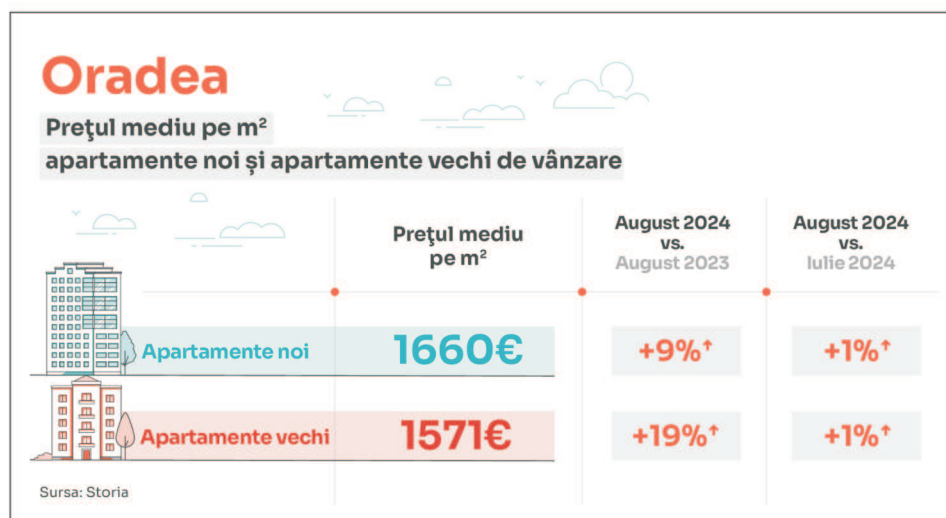 Oradea
Preţul mediu pe m²
apartamente noi și apartamente vechi de vânzare
Preţul mediu
pe m²
August 2024
vs.
August 2023
August 2024
vs.
Iulie 2024
Apartamente noi 1660€ +9%↑ +1%↑
Apartamente vechi 1571€ +19%↑ +1%↑
Sursa: Storia